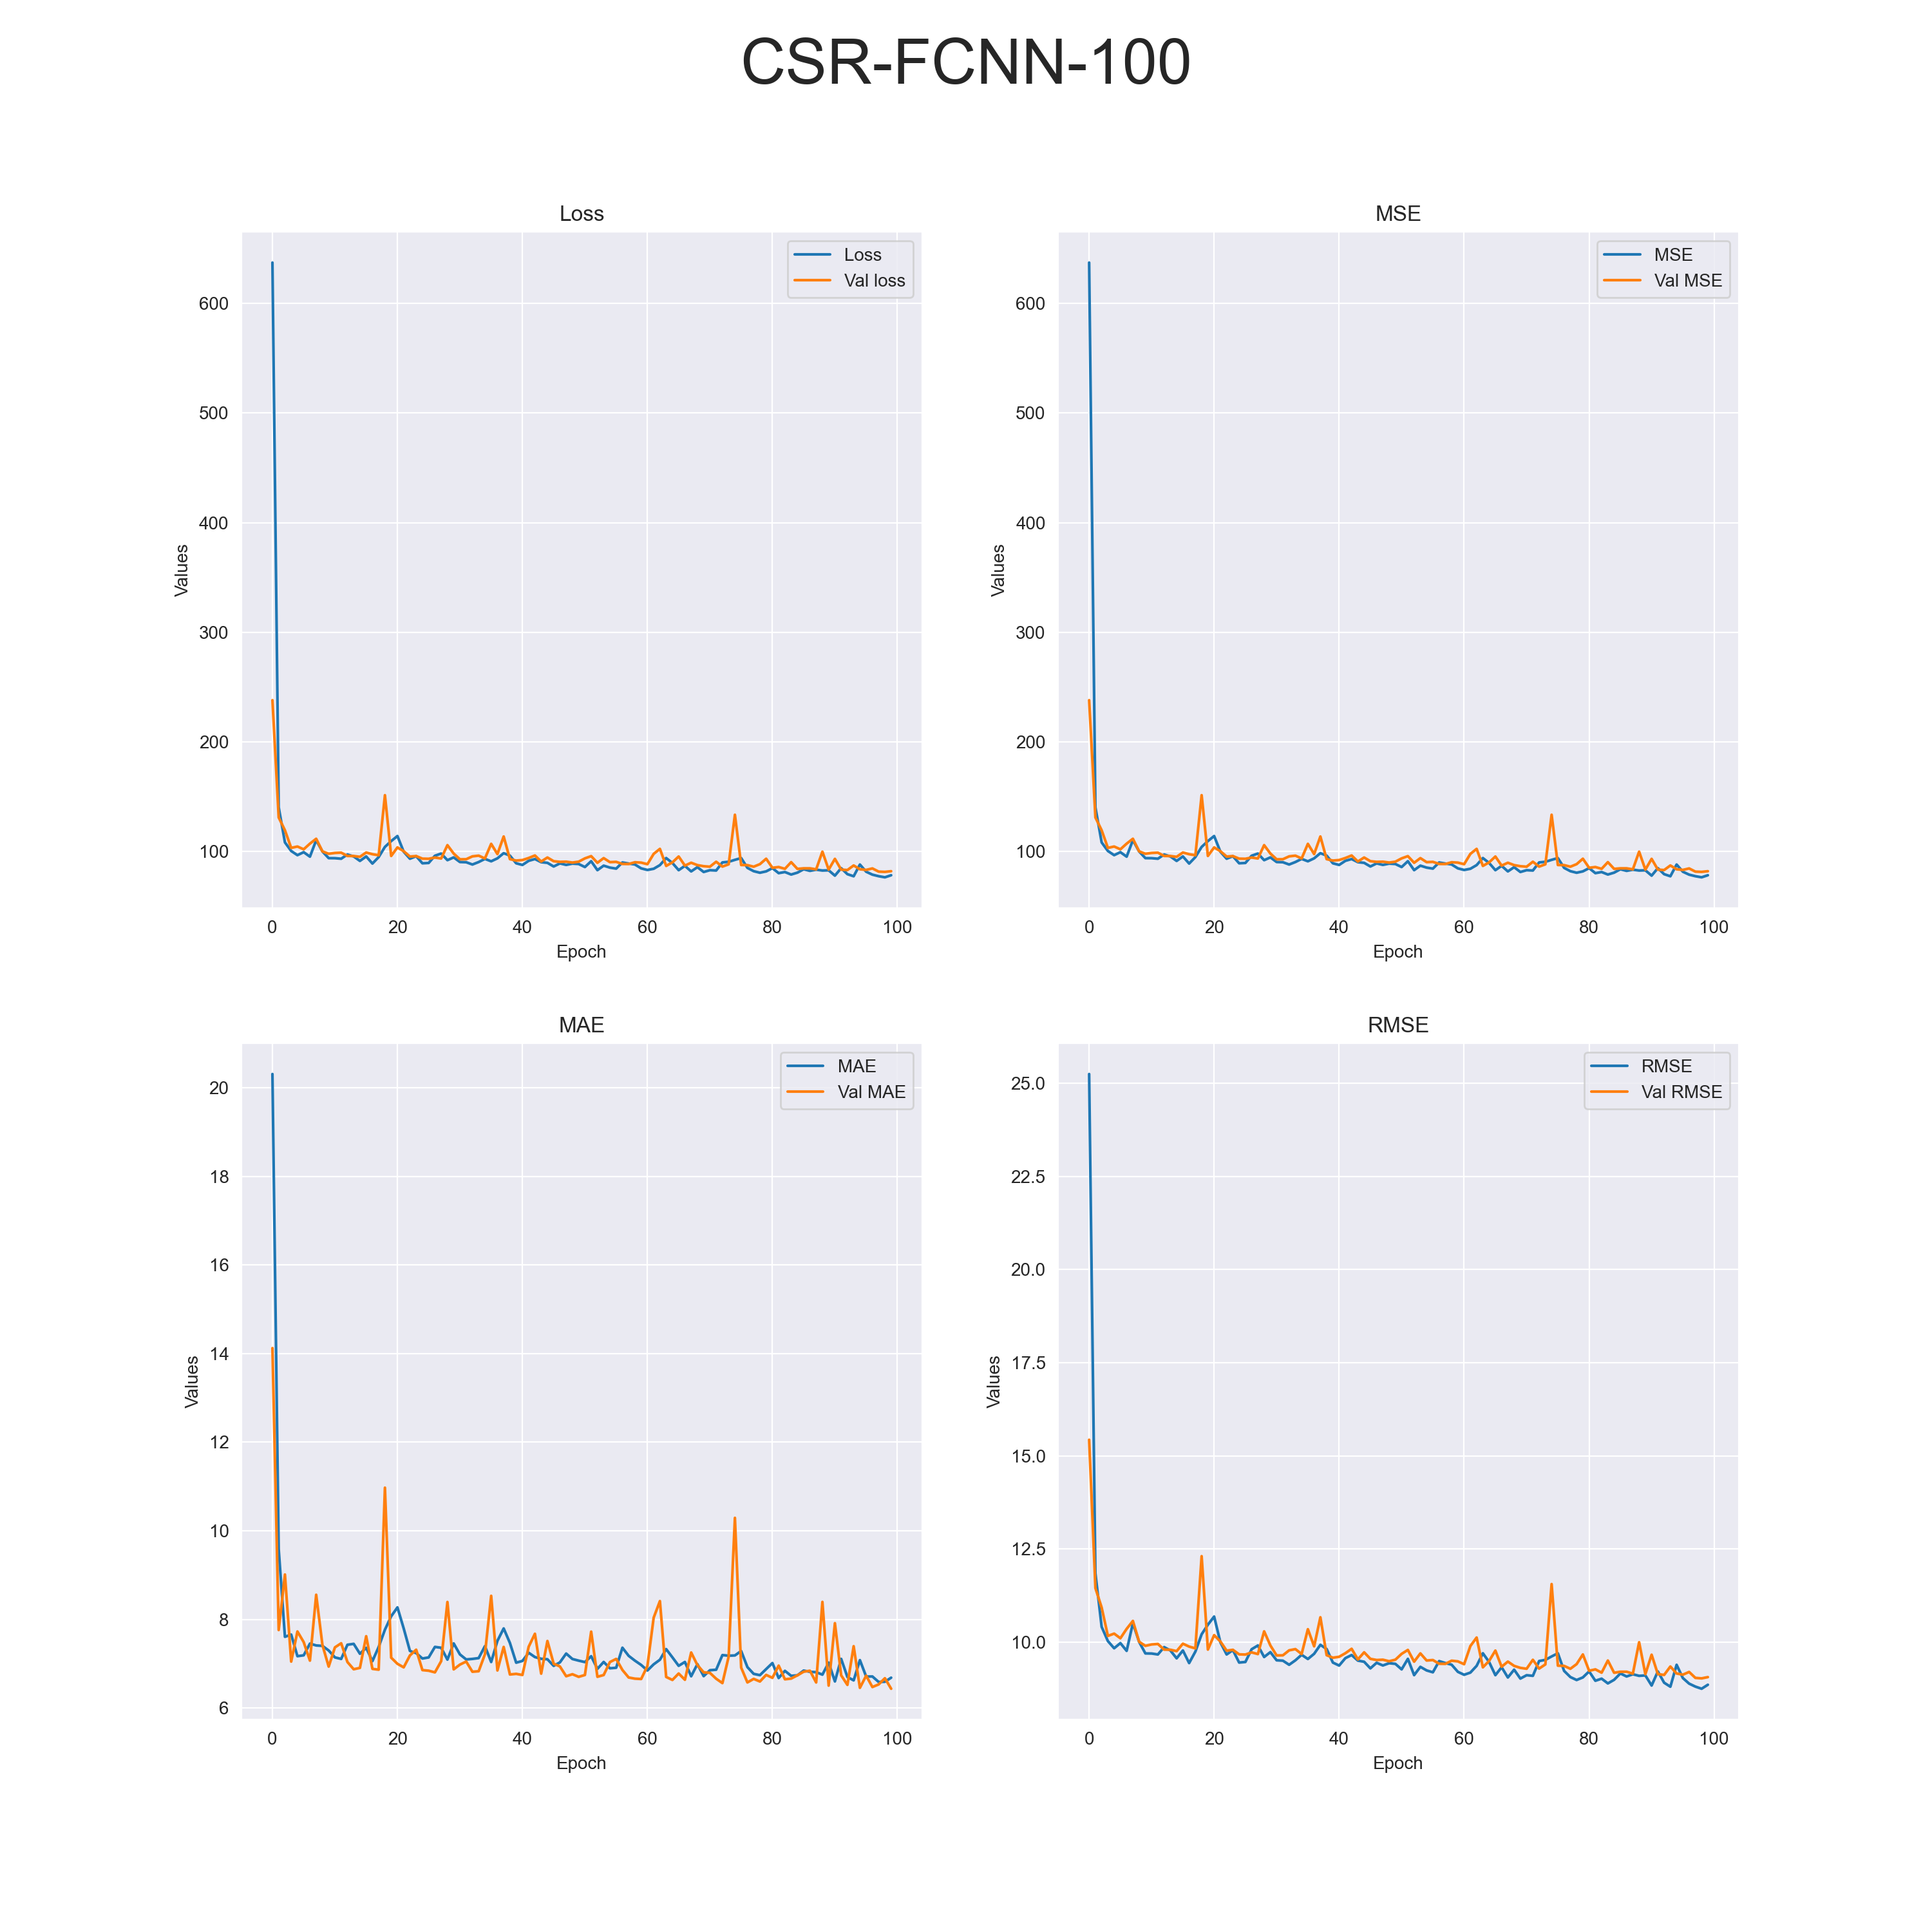 CSR-FCNN-100
Loss
Loss
Val loss
600
500
400
300
200
100
Values
0 20 40 60 80 100
Epoch
MSE
MSE
Val MSE
600
500
400
300
200
100
Values
0 20 40 60 80 100
Epoch
MAE
MAE
Val MAE
20
18
16
14
12
10
8
6
Values
0 20 40 60 80 100
Epoch
RMSE
RMSE
Val RMSE
25.0
22.5
20.0
17.5
15.0
12.5
10.0
Values
0 20 40 60 80 100
Epoch